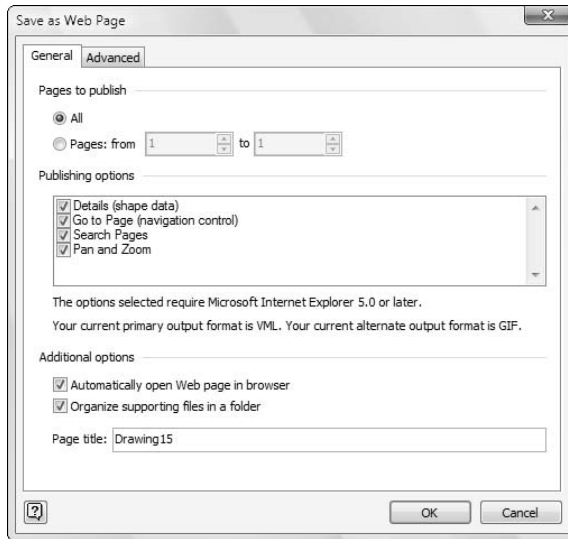 Save as Web Page
General Advanced
Pages to publish
All
Pages: from 1 to 1
Publishing options
Details (shape data)
Go to Page (navigation control)
Search Pages
Pan and Zoom
The options selected require Microsoft Internet Explorer 5.0 or later.
Your current primary output format is VML. Your current alternate output format is GIF.
Additional options
Automatically open Web page in browser
Organize supporting files in a folder
Page title: Drawing15
OK Cancel